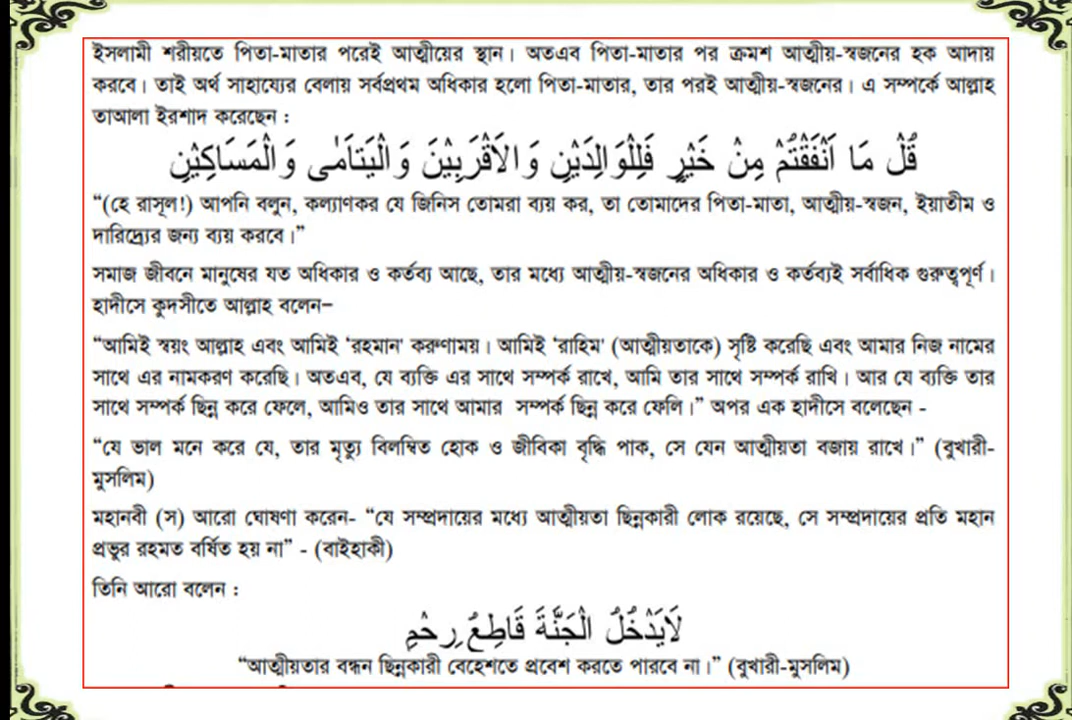 ইসলামী শরীয়তে পিতা-মাতার পরেই আত্মীয়ের স্থান। অতএব পিতা-মাতার পর ক্রমশ আত্মীয়-স্বজনের হক আদায়
করবে। তাই অর্থ সাহায্যের বেলায় সর্বপ্রথম অধিকার হলো পিতা-মাতার, তার পরই আত্মীয়-স্বজনের। এ সম্পর্কে আল্লাহ
তাআলা ইরশাদ করেছেন :
قُلْ مَا اَنْفَقْتُمْ مِنْ خَيْرٍ فَلِلْوَالِدَيْنِ وَالاَقْرَبِيْنَ وَالْيَتَاَمٰى وَالْمَسَاكِيْنِ
“(হে রাসূল!) আপনি বলুন, কল্যাণকর যে জিনিস তোমরা ব্যয় কর, তা তোমাদের পিতা-মাতা, আত্মীয়-স্বজন, ইয়াতীম ও
দারিদ্র্যের জন্য ব্যয় করবে।”
সমাজ জীবনে মানুষের যত অধিকার ও কর্তব্য আছে, তার মধ্যে আত্মীয়-স্বজনের অধিকার ও কর্তব্যই সর্বাধিক গুরুত্বপূর্ণ।
হাদীসে কুদসীতে আল্লাহ বলেন–
“আমিই স্বয়ং আল্লাহ এবং আমিই ‘রহমান’ করুণাময়। আমিই ‘রাহিম’ (আত্মীয়তাকে) সৃষ্টি করেছি এবং আমার নিজ নামের
সাথে এর নামকরণ করেছি। অতএব, যে ব্যক্তি এর সাথে সম্পর্ক রাখে, আমি তার সাথে সম্পর্ক রাখি। আর যে ব্যক্তি তার
সাথে সম্পর্ক ছিন্ন করে ফেলে, আমিও তার সাথে আমার সম্পর্ক ছিন্ন করে ফেলি।” অপর এক হাদীসে বলেছেন -
“যে ভাল মনে করে যে, তার মৃত্যু বিলম্বিত হোক ও জীবিকা বৃদ্ধি পাক, সে যেন আত্মীয়তা বজায় রাখে।” (বুখারী-
মুসলিম)
মহানবী (স) আরো ঘোষণা করেন- “যে সম্প্রদায়ের মধ্যে আত্মীয়তা ছিন্নকারী লোক রয়েছে, সে সম্প্রদায়ের প্রতি মহান
প্রভুর রহমত বর্ষিত হয় না” - (বাইহাকী)
তিনি আরো বলেন :
لَايَدْخُلُ الْجَنَّةَ قَاطِعُ رِحْمٍ
“আত্মীয়তার বন্ধন ছিন্নকারী বেহেশতে প্রবেশ করতে পারবে না।” (বুখারী-মুসলিম)